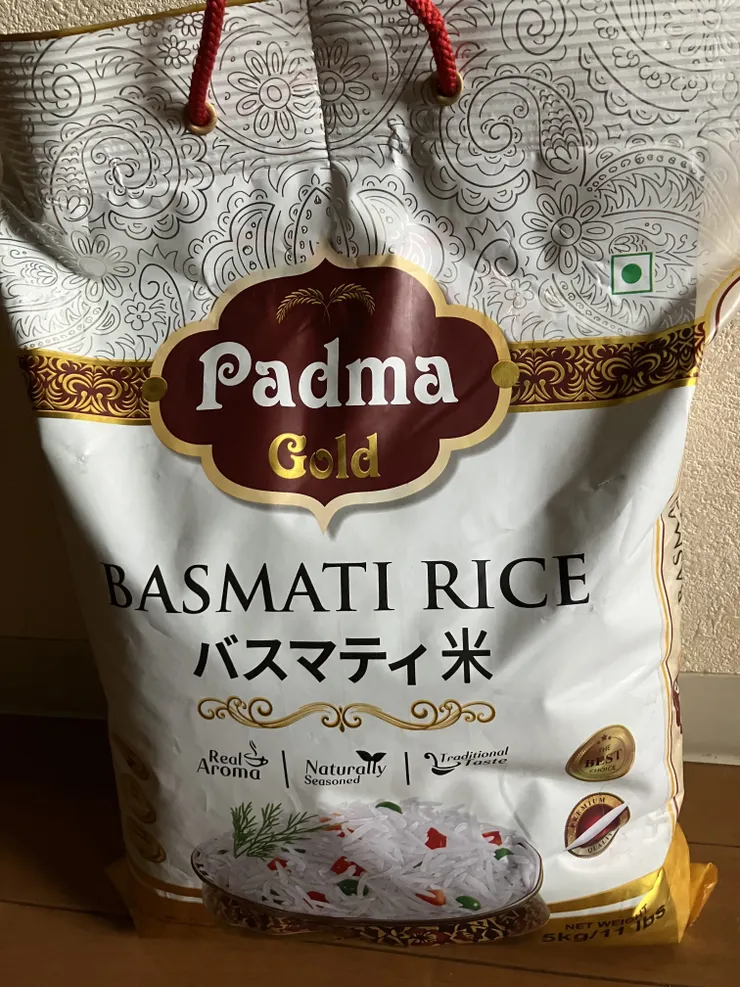 Padma
Gold
BASMATI RICE
バスマティ米
Real
Aroma
Naturally
Seasoned
Traditional
Taste
THE
BEST
CHOICE
PREMIUM
QUALITY
NET WEIGHT
5kg/11 lbs
BASMA